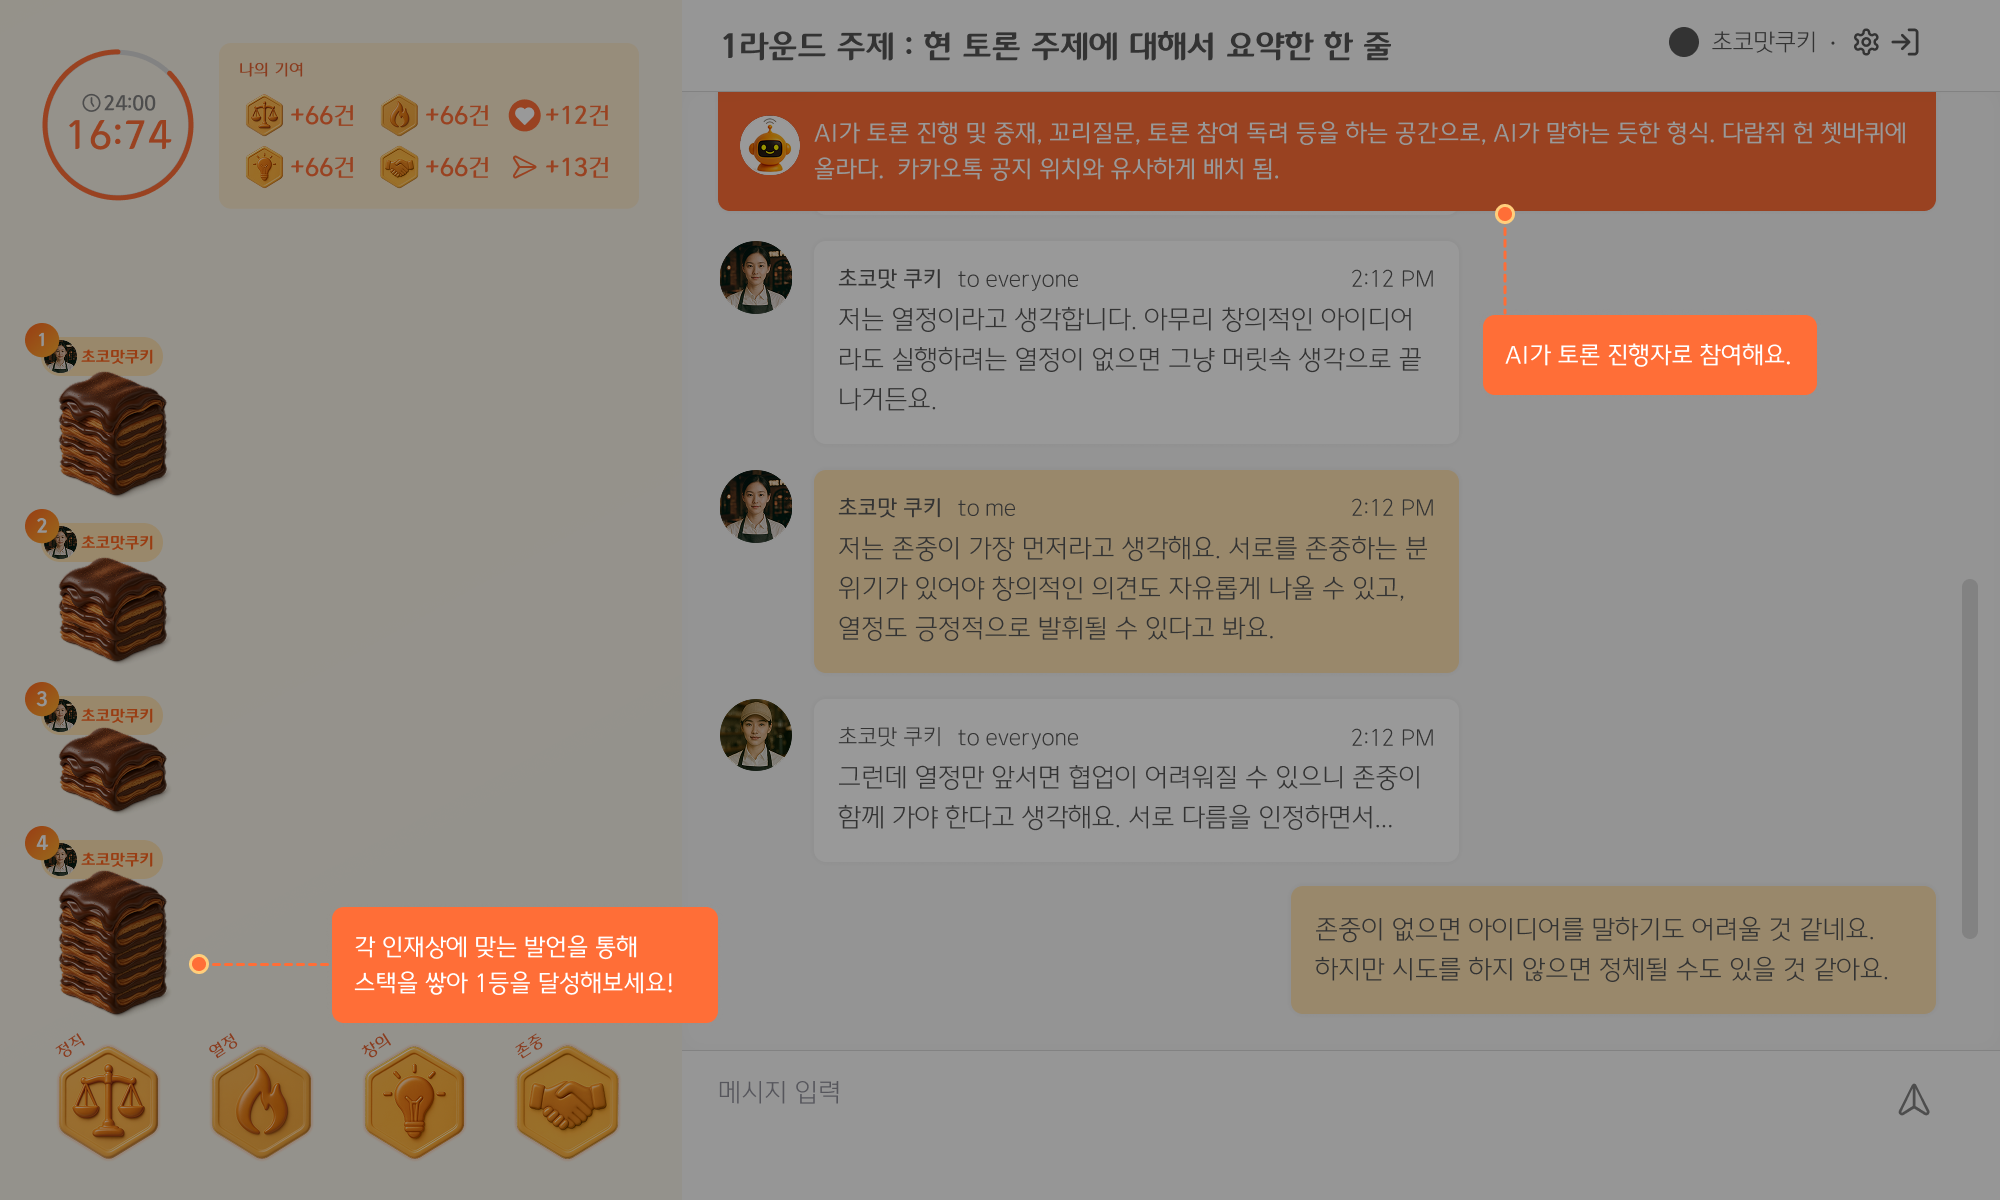 24:00
16:74
나의 기여
+66건 +66건 +12건
+66건 +66건 +13건
1
초코맛쿠키
2
초코맛쿠키
3
초코맛쿠키
4
초코맛쿠키
각 인재상에 맞는 발언을 통해
스택을 쌓아 1등을 달성해보세요!
정직 열정 창의 존중
1라운드 주제 : 현 토론 주제에 대해서 요약한 한 줄
초코맛쿠키 ·
AI가 토론 진행 및 중재, 꼬리질문, 토론 참여 독려 등을 하는 공간으로, AI가 말하는 듯한 형식. 다람쥐 헌 쳇바퀴에
올라다. 카카오톡 공지 위치와 유사하게 배치 됨.
AI가 토론 진행자로 참여해요.
초코맛 쿠키 to everyone 2:12 PM
저는 열정이라고 생각합니다. 아무리 창의적인 아이디어
라도 실행하려는 열정이 없으면 그냥 머릿속 생각으로 끝
나거든요.
초코맛 쿠키 to me 2:12 PM
저는 존중이 가장 먼저라고 생각해요. 서로를 존중하는 분
위기가 있어야 창의적인 의견도 자유롭게 나올 수 있고,
열정도 긍정적으로 발휘될 수 있다고 봐요.
초코맛 쿠키 to everyone 2:12 PM
그런데 열정만 앞서면 협업이 어려워질 수 있으니 존중이
함께 가야 한다고 생각해요. 서로 다름을 인정하면서...
존중이 없으면 아이디어를 말하기도 어려울 것 같네요.
하지만 시도를 하지 않으면 정체될 수도 있을 것 같아요.
메시지 입력